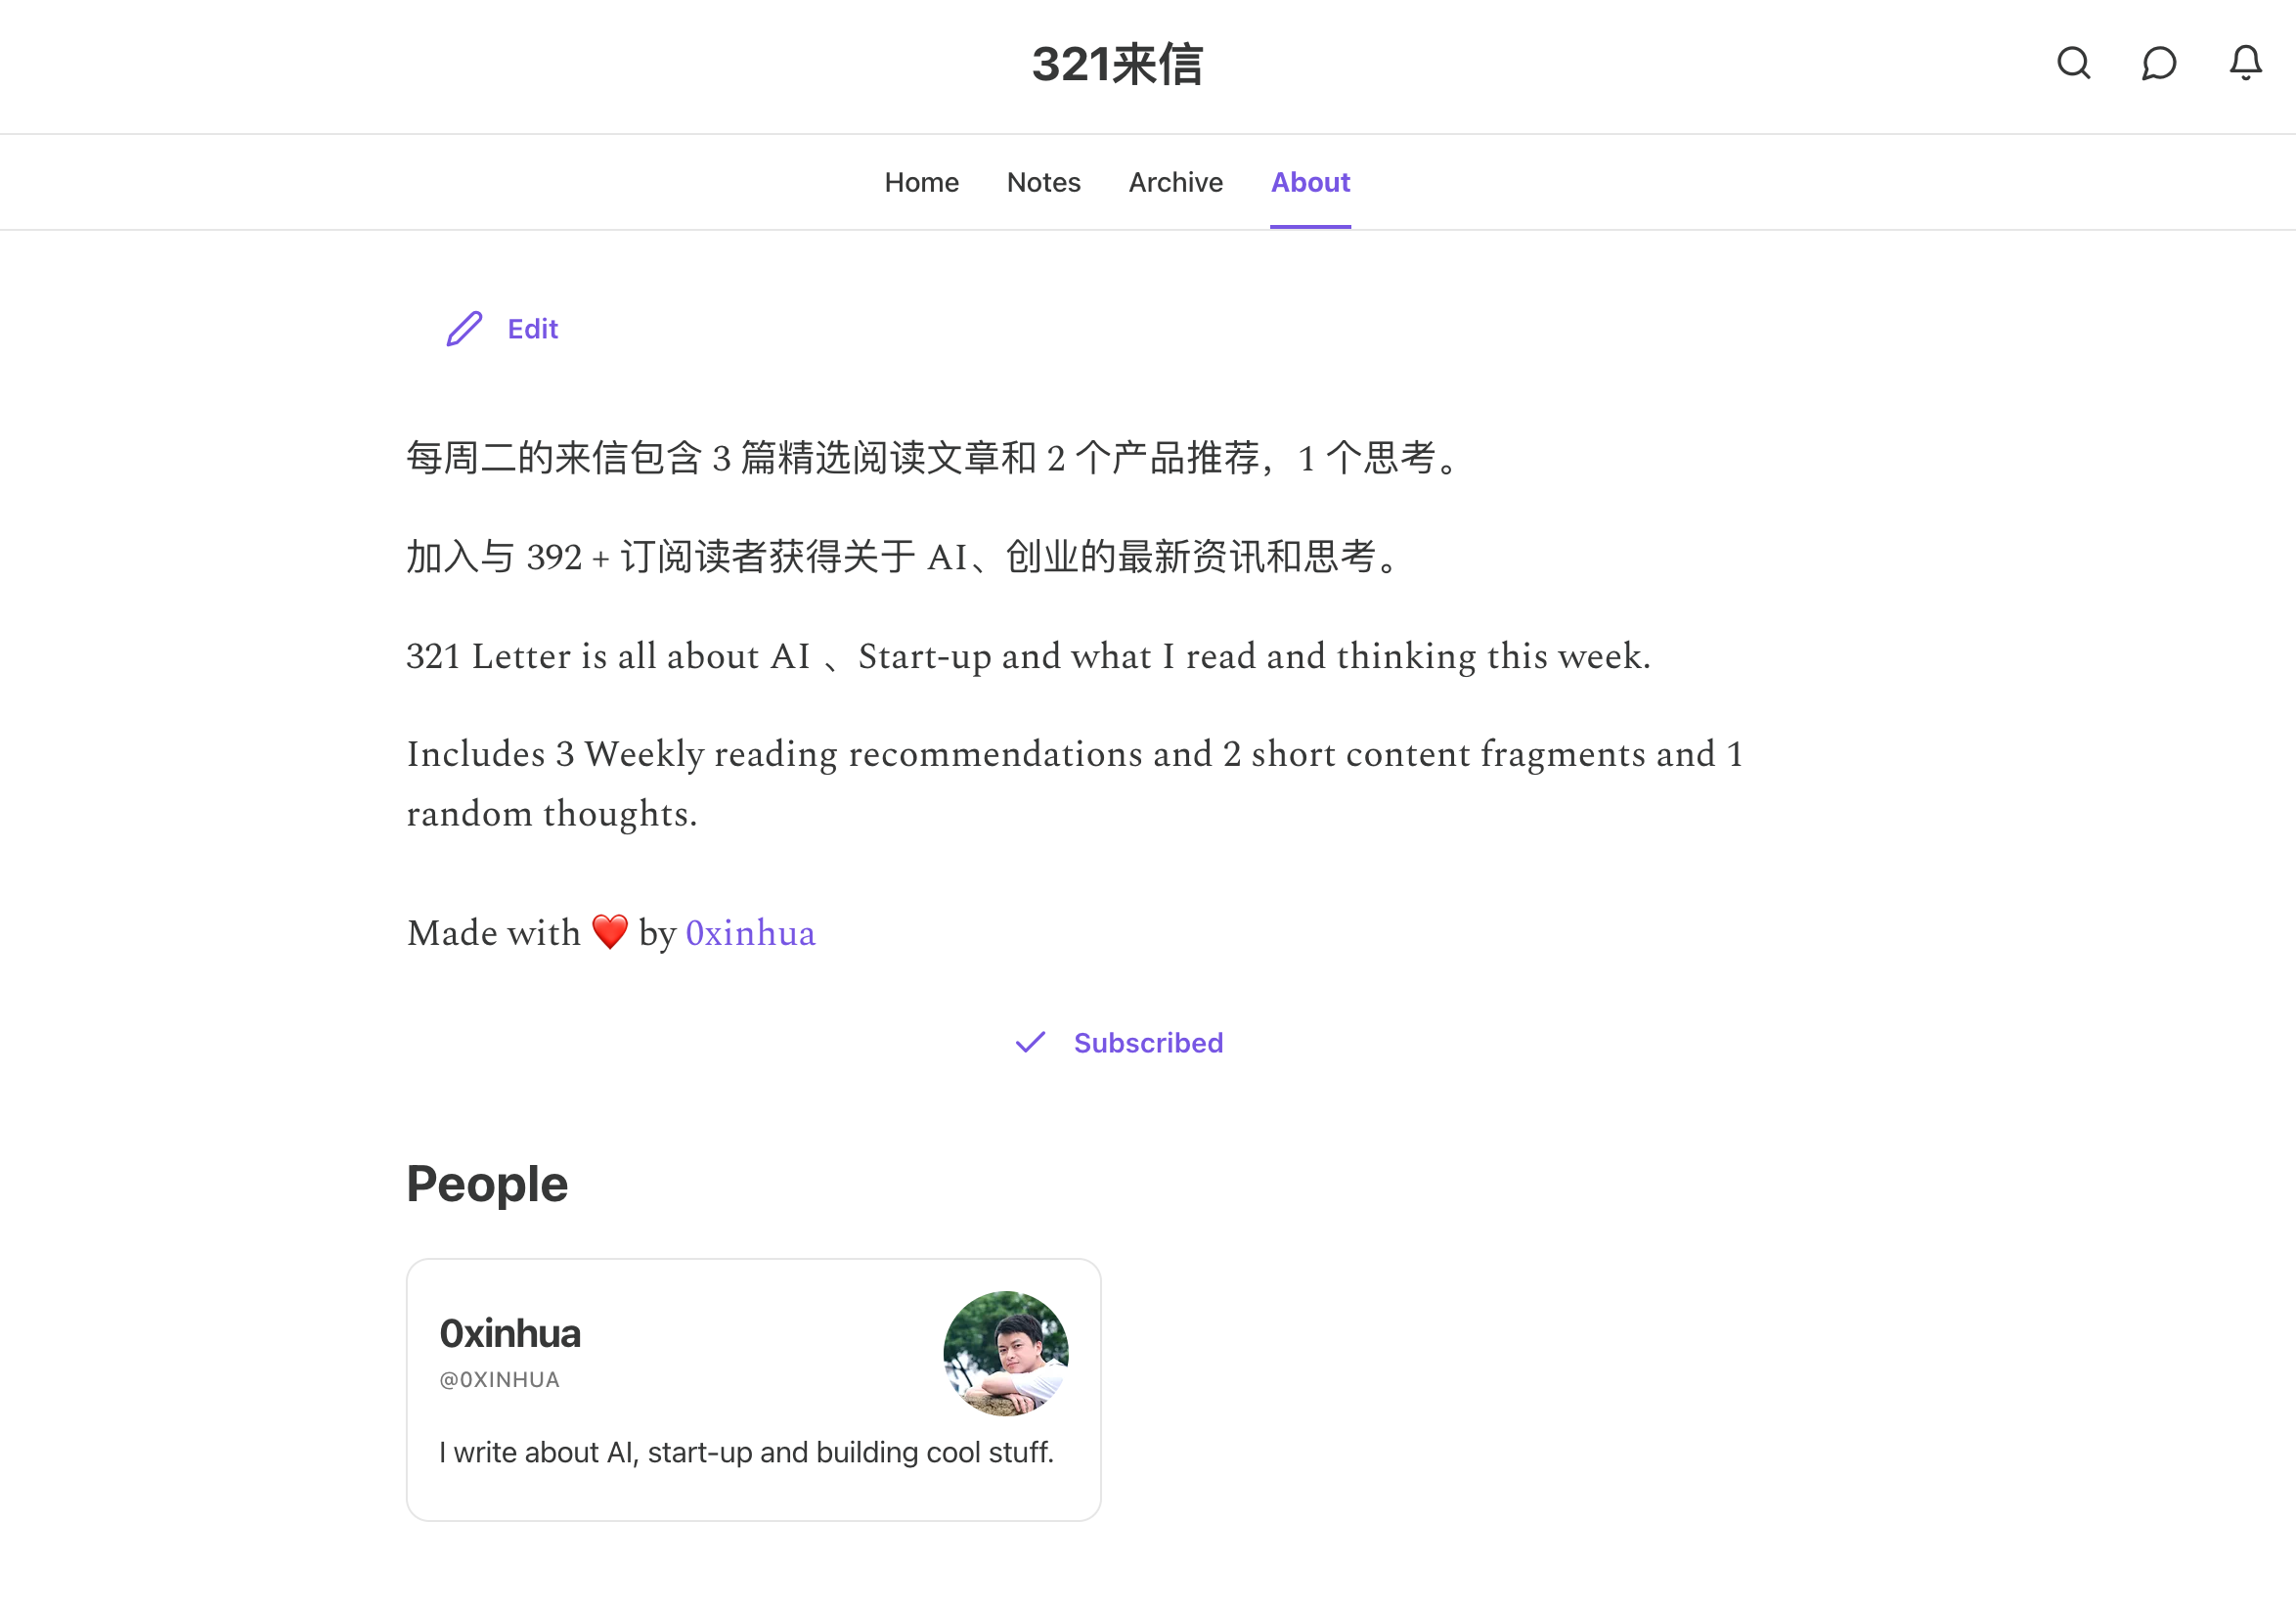 321来信
Home Notes Archive About
Edit
每周二的来信包含 3 篇精选阅读文章和 2 个产品推荐，1 个思考。
加入与 392 + 订阅读者获得关于 AI、创业的最新资讯和思考。
321 Letter is all about AI 、Start-up and what I read and thinking this week.
Includes 3 Weekly reading recommendations and 2 short content fragments and 1
random thoughts.
Made with ❤️ by 0xinhua
Subscribed
People
0xinhua
@0XINHUA
I write about AI, start-up and building cool stuff.